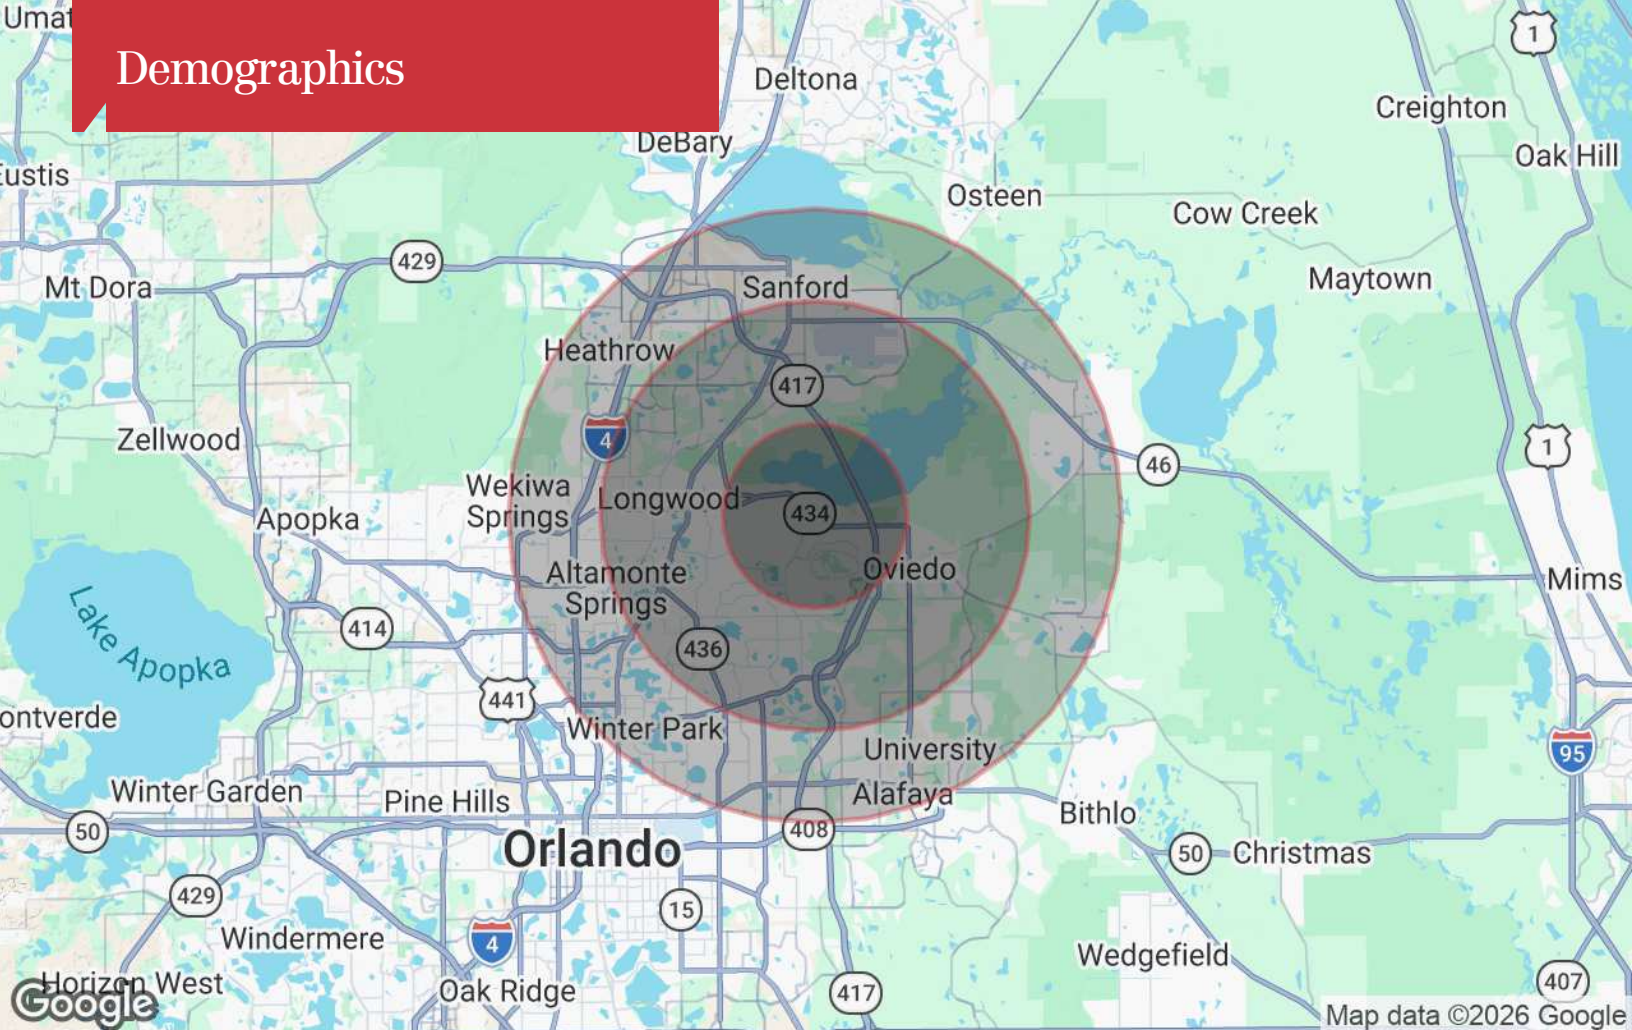 Demographics
Deltona
DeBary
Creighton
Oak Hill
Osteen
Cow Creek
Maytown
Mt Dora
429
Sanford
Heathrow
417
4
1
1
Zellwood
Wekiwa
Springs
Longwood
434
46
Apopka
Altamonte
Springs
Oviedo
Mims
Lake Apopka
414
436
441
Winter Park
University
95
Winter Garden
Pine Hills
Alafaya
Bithlo
50
Orlando
408
50
Christmas
429
15
Windermere
4
Wedgefield
Horizon West
Oak Ridge
417
407
Google
Map data ©2026 Google